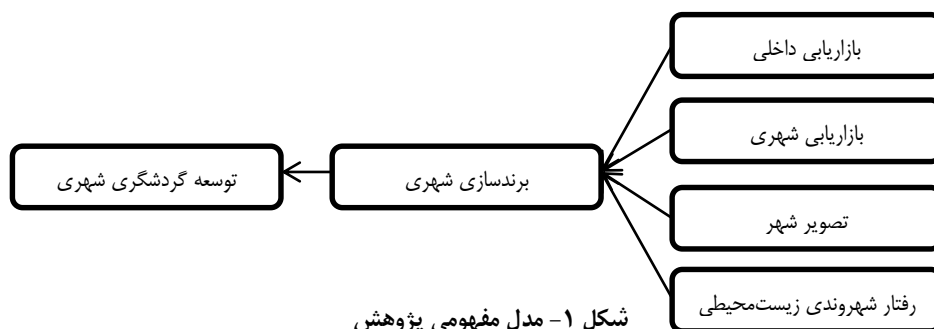 بازاریابی داخلی
بازاریابی شهری
توسعه گردشگری شهری
برندسازی شهری
تصویر شهر
رفتار شهروندی زیست‌محیطی
شکل ۱- مدل مفهومی پژوهش